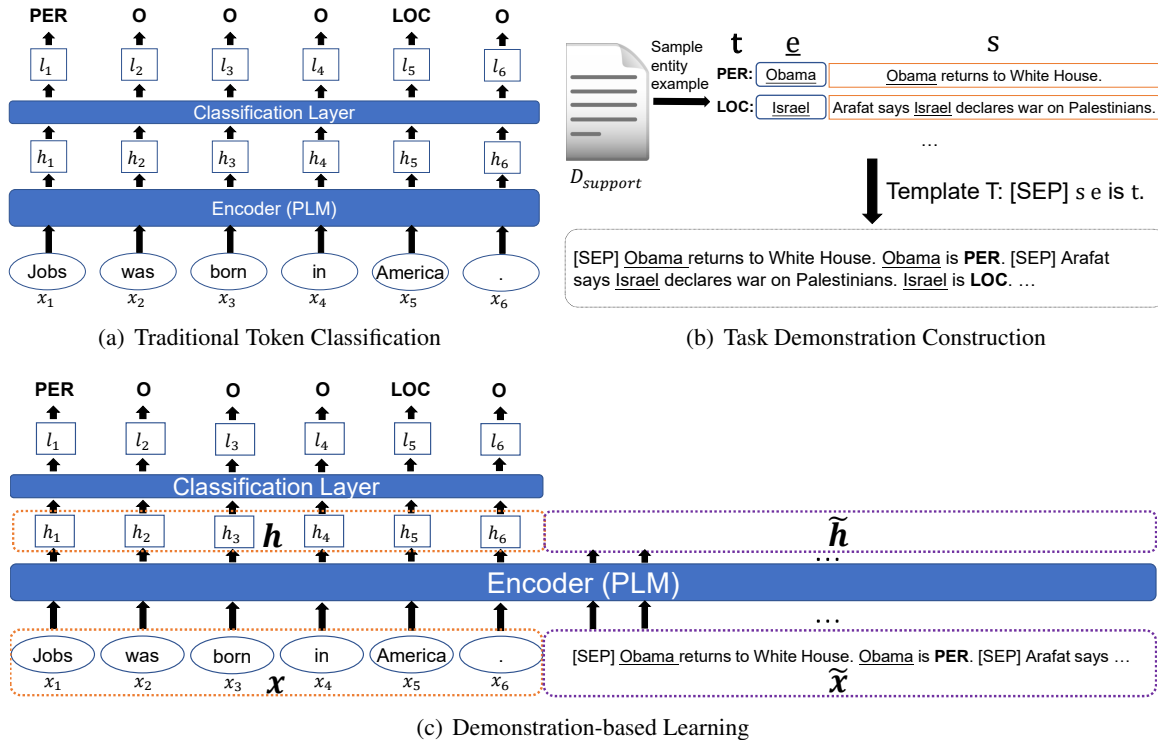 PER O O O LOC O
l₁ l₂ l₃ l₄ l₅ l₆
Classification Layer
h₁ h₂ h₃ h₄ h₅ h₆
Encoder (PLM)
Jobs was born in America .
x₁ x₂ x₃ x₄ x₅ x₆
(a) Traditional Token Classification
t e s
Sample
entity
example
PER: Obama Obama returns to White House.
LOC: Israel Arafat says Israel declares war on Palestinians.
...
D_support
Template T: [SEP] s e is t.
[SEP] Obama returns to White House. Obama is PER. [SEP] Arafat
says Israel declares war on Palestinians. Israel is LOC. ...
(b) Task Demonstration Construction
PER O O O LOC O
l₁ l₂ l₃ l₄ l₅ l₆
Classification Layer
h₁ h₂ h₃ h h₄ h₅ h₆ h̃
...
Encoder (PLM)
...
Jobs was born in America . [SEP] Obama returns to White House. Obama is PER. [SEP] Arafat says ...
x₁ x₂ x₃ x x₄ x₅ x₆ x̃
(c) Demonstration-based Learning